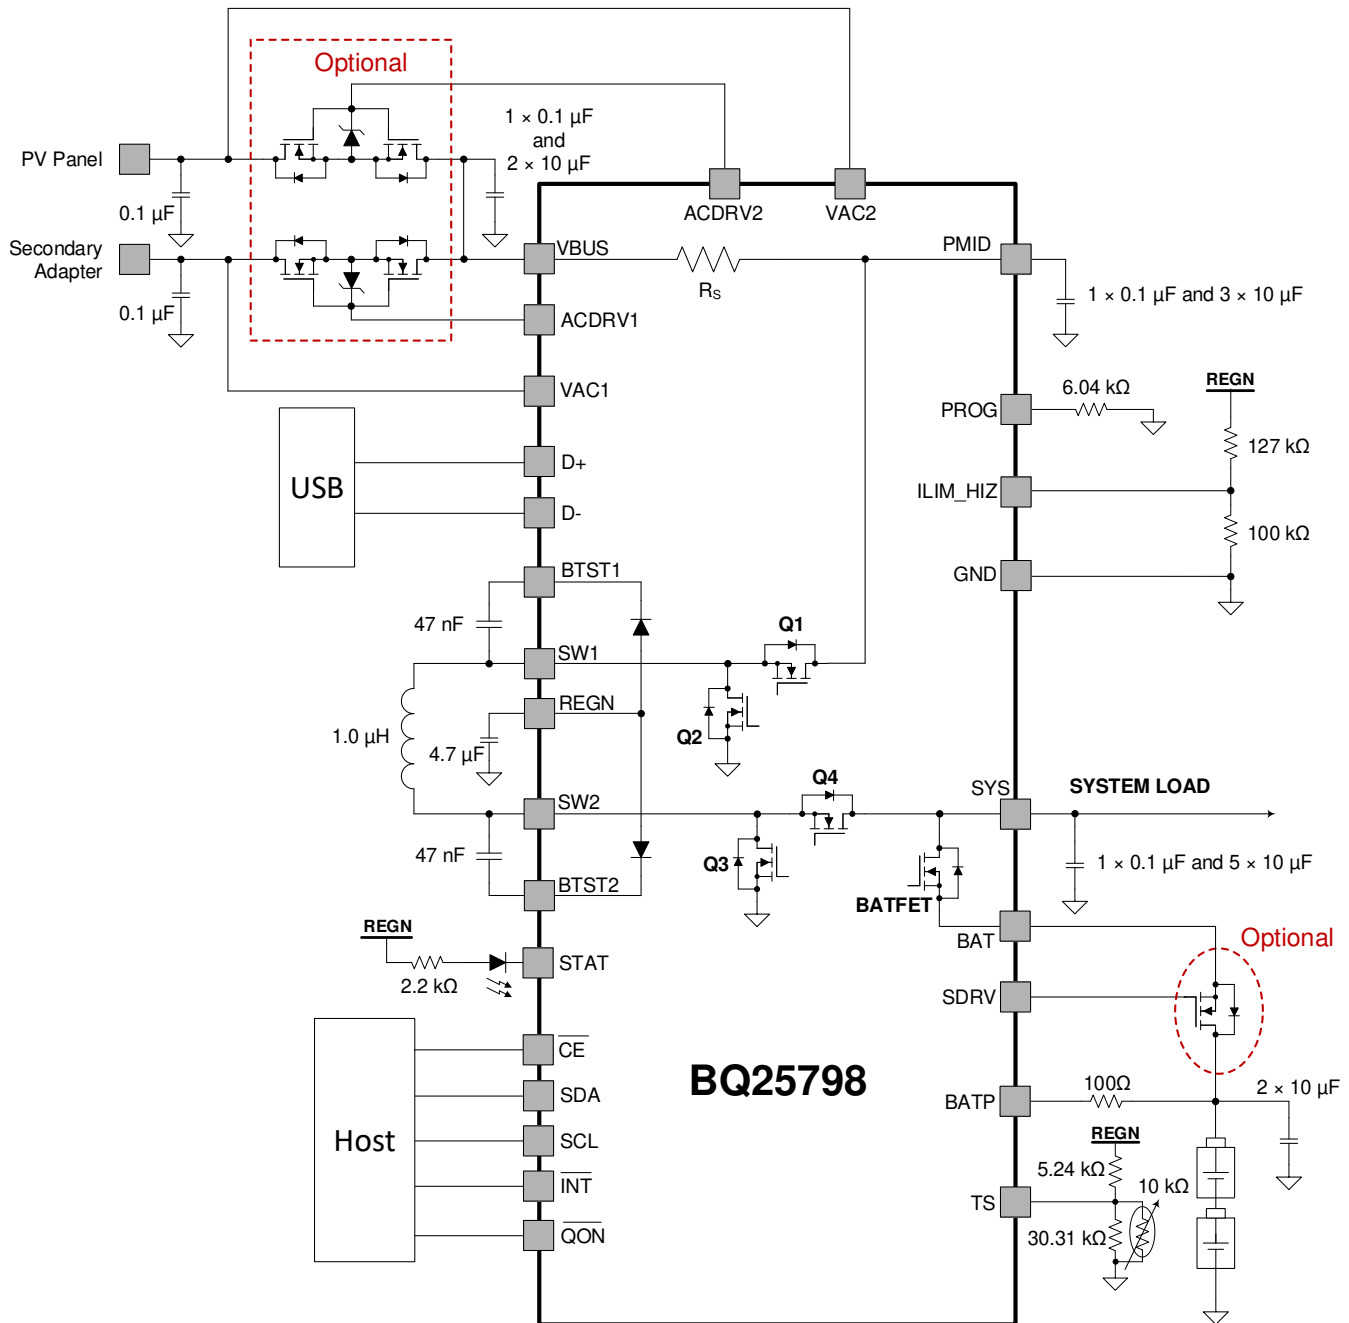 Optional
1 × 0.1 µF
and
2 × 10 µF
PV Panel
0.1 µF
ACDRV2
VAC2
Secondary
Adapter
VBUS
PMID
R_S
0.1 µF
1 × 0.1 µF and 3 × 10 µF
ACDRV1
VAC1
6.04 kΩ
REGN
PROG
127 kΩ
USB
D+
ILIM_HIZ
D-
100 kΩ
BTST1
GND
47 nF
Q1
SW1
REGN
1.0 µH
4.7 µF
Q2
Q4
SYS
SYSTEM LOAD
SW2
47 nF
Q3
1 × 0.1 µF and 5 × 10 µF
BTST2
BATFET
REGN
BAT
Optional
STAT
2.2 kΩ
SDRV
Host
CE
SDA
SCL
INT
QON
BQ25798
100Ω
2 × 10 µF
BATP
REGN
5.24 kΩ
10 kΩ
TS
30.31 kΩ